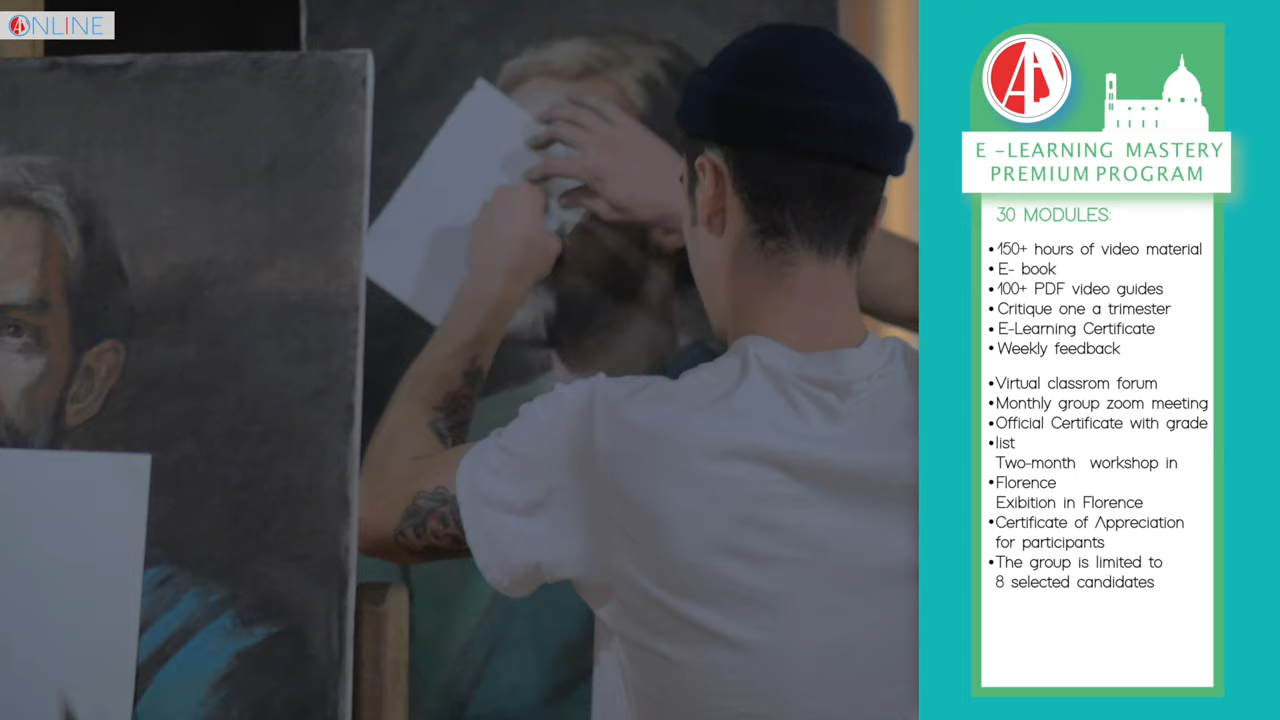 ONLINE
E -LEARNING MASTERY
PREMIUM PROGRAM
30 MODULES:
• 150+ hours of video material
• E- book
• 100+ PDF video guides
• Critique one a trimester
• E-Learning Certificate
• Weekly feedback
• Virtual classrom forum
• Monthly group zoom meeting
• Official Certificate with grade
• list
Two-month workshop in
• Florence
Exibition in Florence
• Certificate of Appreciation
for participants
• The group is limited to
8 selected candidates